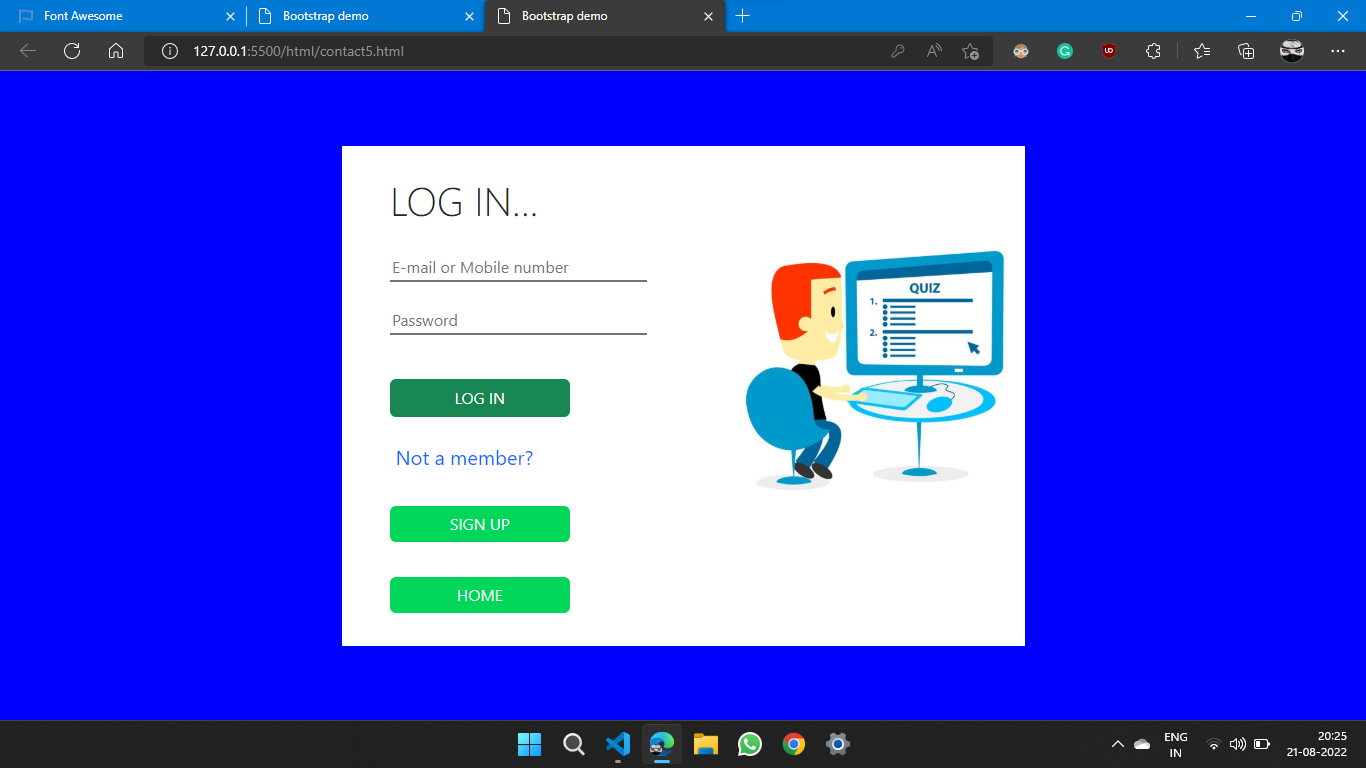 Font Awesome
Bootstrap demo
Bootstrap demo
127.0.0.1:5500/html/contact5.html
LOG IN...
E-mail or Mobile number
Password
LOG IN
Not a member?
SIGN UP
HOME
QUIZ
1.
2.
ENG
IN
20:25
21-08-2022